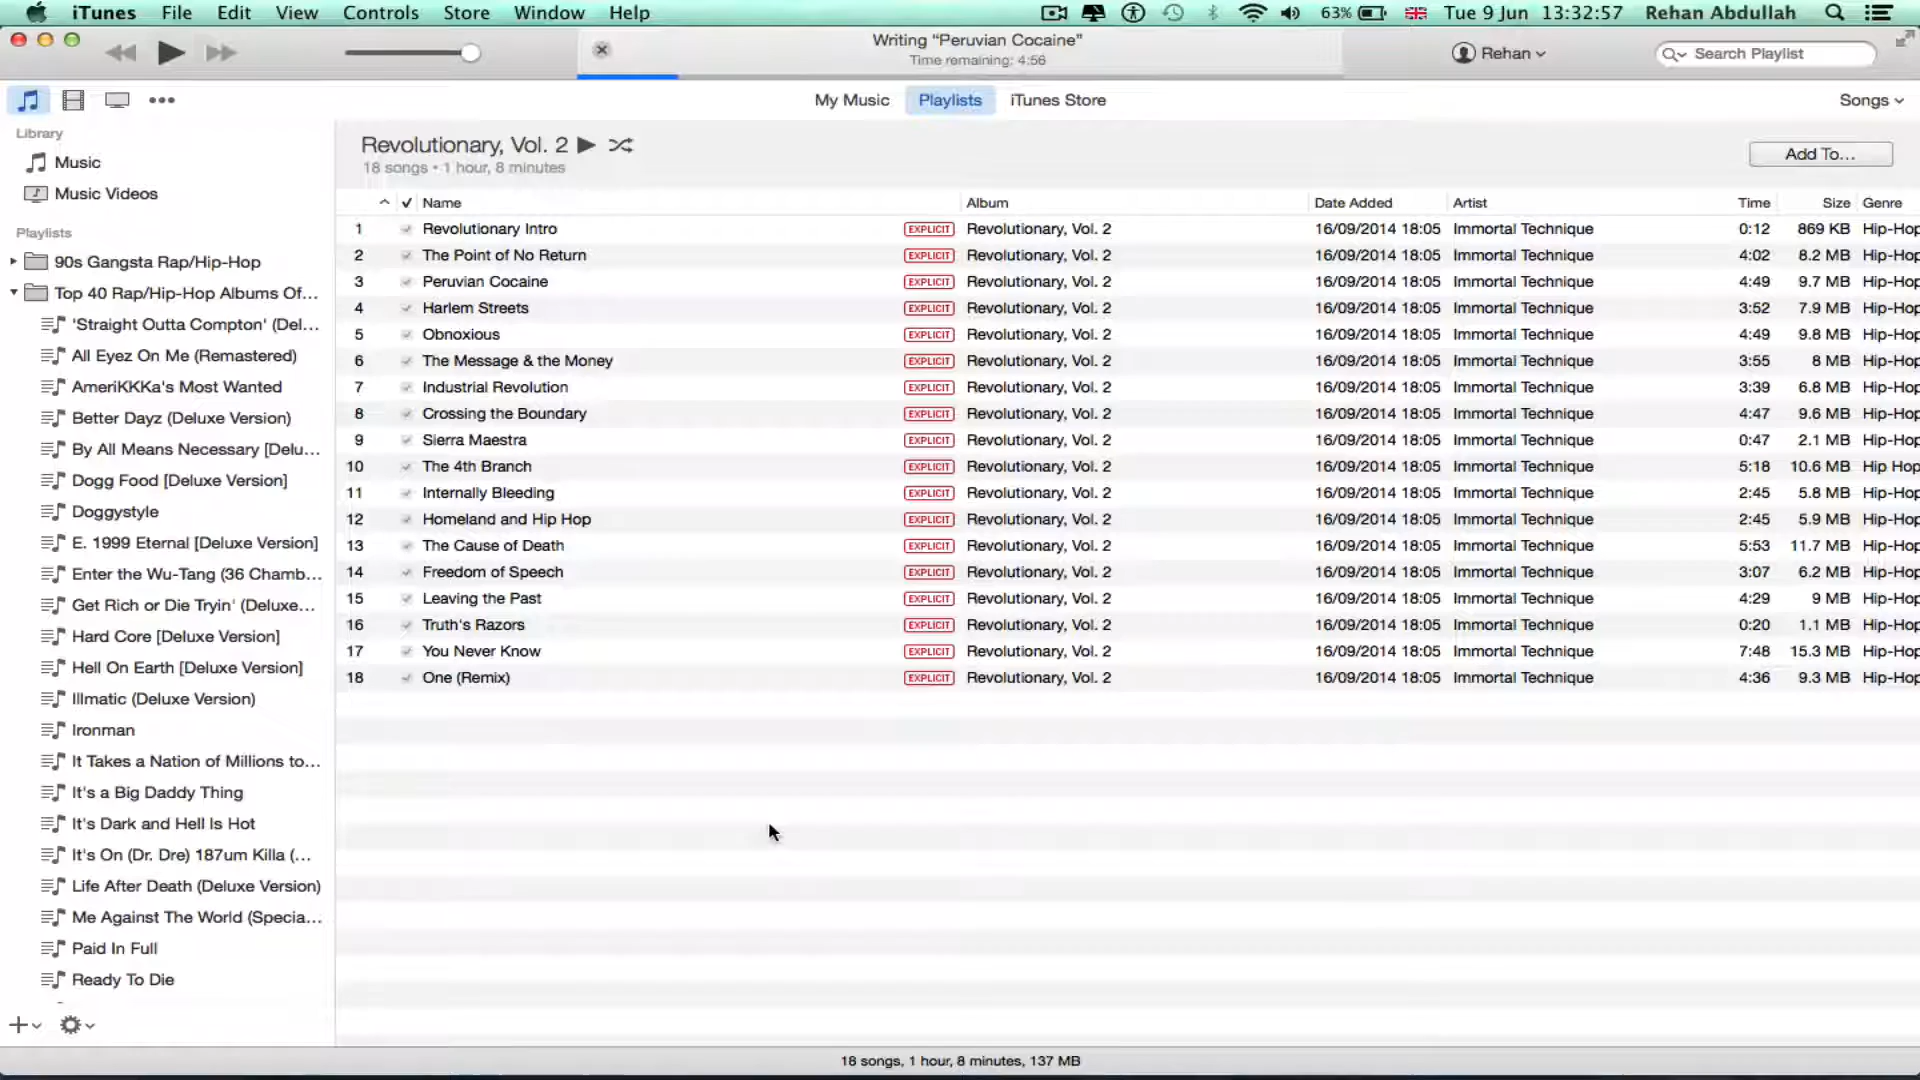 iTunes File Edit View Controls Store Window Help 63% Tue 9 Jun 13:32:57 Rehan Abdullah
Writing “Peruvian Cocaine”
Time remaining: 4:56
Rehan
Search Playlist
My Music Playlists iTunes Store Songs
Library
Music
Music Videos
Playlists
90s Gangsta Rap/Hip-Hop
Top 40 Rap/Hip-Hop Albums Of...
'Straight Outta Compton' (Del...
All Eyez On Me (Remastered)
AmeriKKKa's Most Wanted
Better Dayz (Deluxe Version)
By All Means Necessary [Delu...
Dogg Food [Deluxe Version]
Doggystyle
E. 1999 Eternal [Deluxe Version]
Enter the Wu-Tang (36 Chamb...
Get Rich or Die Tryin' (Deluxe...
Hard Core [Deluxe Version]
Hell On Earth [Deluxe Version]
Illmatic (Deluxe Version)
Ironman
It Takes a Nation of Millions to...
It's a Big Daddy Thing
It's Dark and Hell Is Hot
It's On (Dr. Dre) 187um Killa (...
Life After Death (Deluxe Version)
Me Against The World (Specia...
Paid In Full
Ready To Die
Revolutionary, Vol. 2
18 songs • 1 hour, 8 minutes
Add To...
Name Album Date Added Artist Time Size Genre
1 Revolutionary Intro EXPLICIT Revolutionary, Vol. 2 16/09/2014 18:05 Immortal Technique 0:12 869 KB Hip-Hop
2 The Point of No Return EXPLICIT Revolutionary, Vol. 2 16/09/2014 18:05 Immortal Technique 4:02 8.2 MB Hip-Hop
3 Peruvian Cocaine EXPLICIT Revolutionary, Vol. 2 16/09/2014 18:05 Immortal Technique 4:49 9.7 MB Hip-Hop
4 Harlem Streets EXPLICIT Revolutionary, Vol. 2 16/09/2014 18:05 Immortal Technique 3:52 7.9 MB Hip-Hop
5 Obnoxious EXPLICIT Revolutionary, Vol. 2 16/09/2014 18:05 Immortal Technique 4:49 9.8 MB Hip-Hop
6 The Message & the Money EXPLICIT Revolutionary, Vol. 2 16/09/2014 18:05 Immortal Technique 3:55 8 MB Hip-Hop
7 Industrial Revolution EXPLICIT Revolutionary, Vol. 2 16/09/2014 18:05 Immortal Technique 3:39 6.8 MB Hip-Hop
8 Crossing the Boundary EXPLICIT Revolutionary, Vol. 2 16/09/2014 18:05 Immortal Technique 4:47 9.6 MB Hip-Hop
9 Sierra Maestra EXPLICIT Revolutionary, Vol. 2 16/09/2014 18:05 Immortal Technique 0:47 2.1 MB Hip-Hop
10 The 4th Branch EXPLICIT Revolutionary, Vol. 2 16/09/2014 18:05 Immortal Technique 5:18 10.6 MB Hip Hop
11 Internally Bleeding EXPLICIT Revolutionary, Vol. 2 16/09/2014 18:05 Immortal Technique 2:45 5.8 MB Hip-Hop
12 Homeland and Hip Hop EXPLICIT Revolutionary, Vol. 2 16/09/2014 18:05 Immortal Technique 2:45 5.9 MB Hip-Hop
13 The Cause of Death EXPLICIT Revolutionary, Vol. 2 16/09/2014 18:05 Immortal Technique 5:53 11.7 MB Hip-Hop
14 Freedom of Speech EXPLICIT Revolutionary, Vol. 2 16/09/2014 18:05 Immortal Technique 3:07 6.2 MB Hip-Hop
15 Leaving the Past EXPLICIT Revolutionary, Vol. 2 16/09/2014 18:05 Immortal Technique 4:29 9 MB Hip-Hop
16 Truth's Razors EXPLICIT Revolutionary, Vol. 2 16/09/2014 18:05 Immortal Technique 0:20 1.1 MB Hip-Hop
17 You Never Know EXPLICIT Revolutionary, Vol. 2 16/09/2014 18:05 Immortal Technique 7:48 15.3 MB Hip-Hop
18 One (Remix) EXPLICIT Revolutionary, Vol. 2 16/09/2014 18:05 Immortal Technique 4:36 9.3 MB Hip-Hop
18 songs, 1 hour, 8 minutes, 137 MB